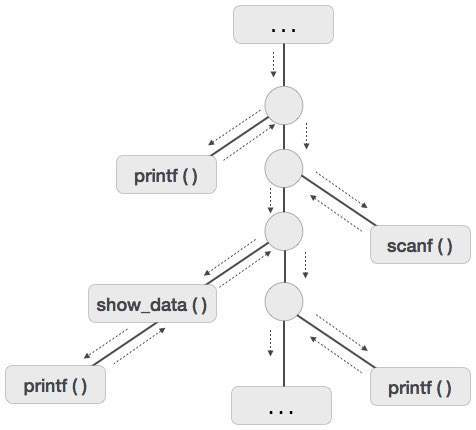 ...
printf ( )
scanf ( )
show_data ( )
printf ( )
printf ( )
...